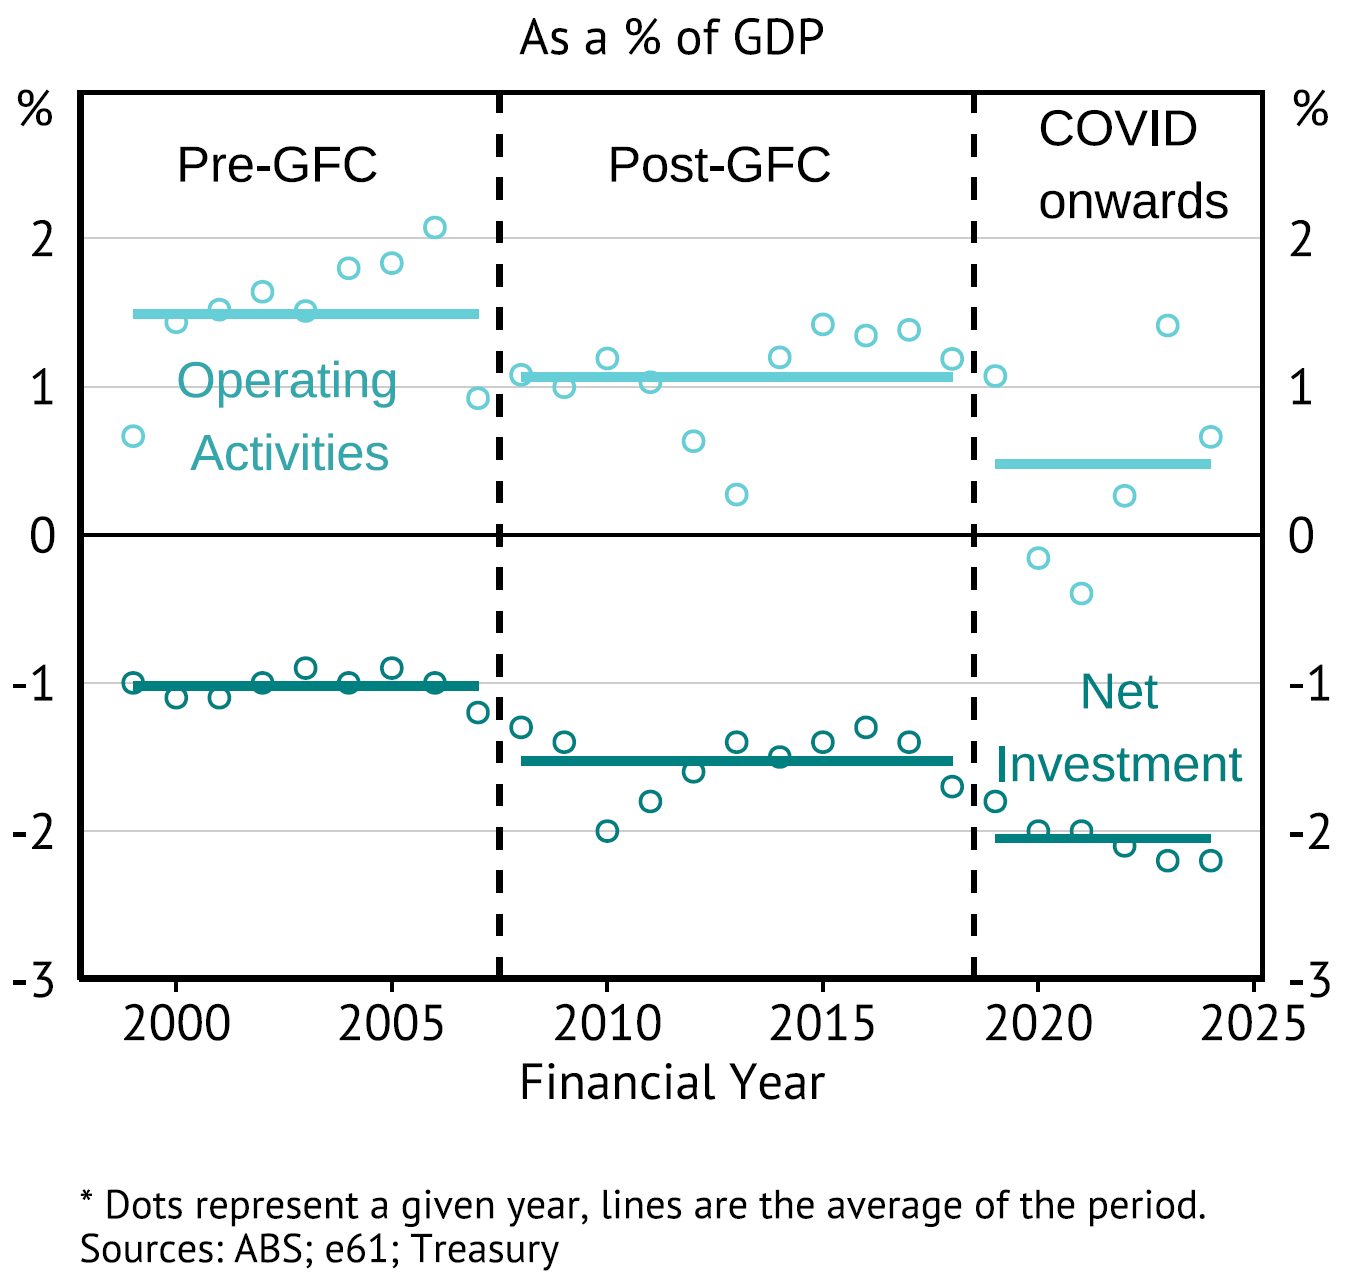 As a % of GDP
% %
Pre-GFC
Post-GFC
COVID
onwards
2 2
Operating
Activities
1 1
0 0
-1 -1
Net
Investment
-2 -2
-3 -3
2000 2005 2010 2015 2020 2025
Financial Year
* Dots represent a given year, lines are the average of the period.
Sources: ABS; e61; Treasury